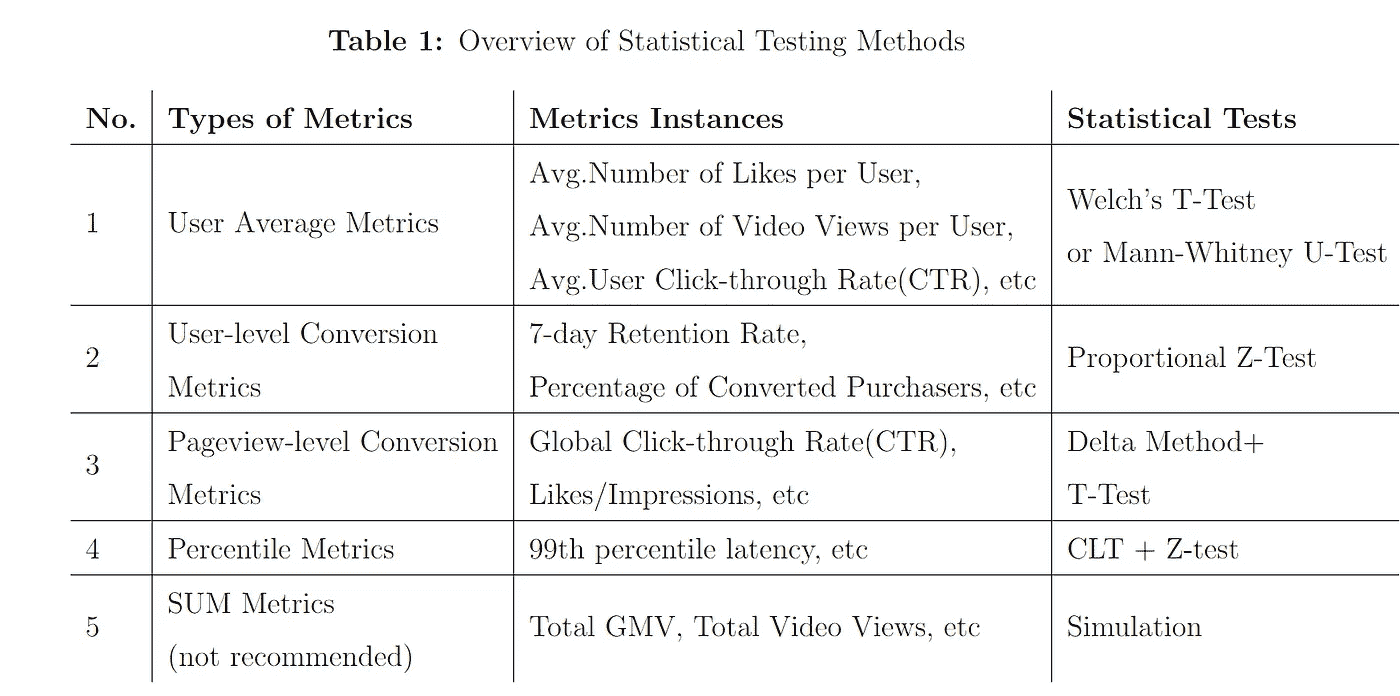 Table 1: Overview of Statistical Testing Methods
No. Types of Metrics Metrics Instances Statistical Tests
1 User Average Metrics
Avg.Number of Likes per User,
Avg.Number of Video Views per User,
Avg.User Click-through Rate(CTR), etc
Welch's T-Test
or Mann-Whitney U-Test
2
User-level Conversion
Metrics
7-day Retention Rate,
Percentage of Converted Purchasers, etc
Proportional Z-Test
3
Pageview-level Conversion
Metrics
Global Click-through Rate(CTR),
Likes/Impressions, etc
Delta Method+
T-Test
4 Percentile Metrics 99th percentile latency, etc CLT + Z-test
5
SUM Metrics
(not recommended)
Total GMV, Total Video Views, etc
Simulation